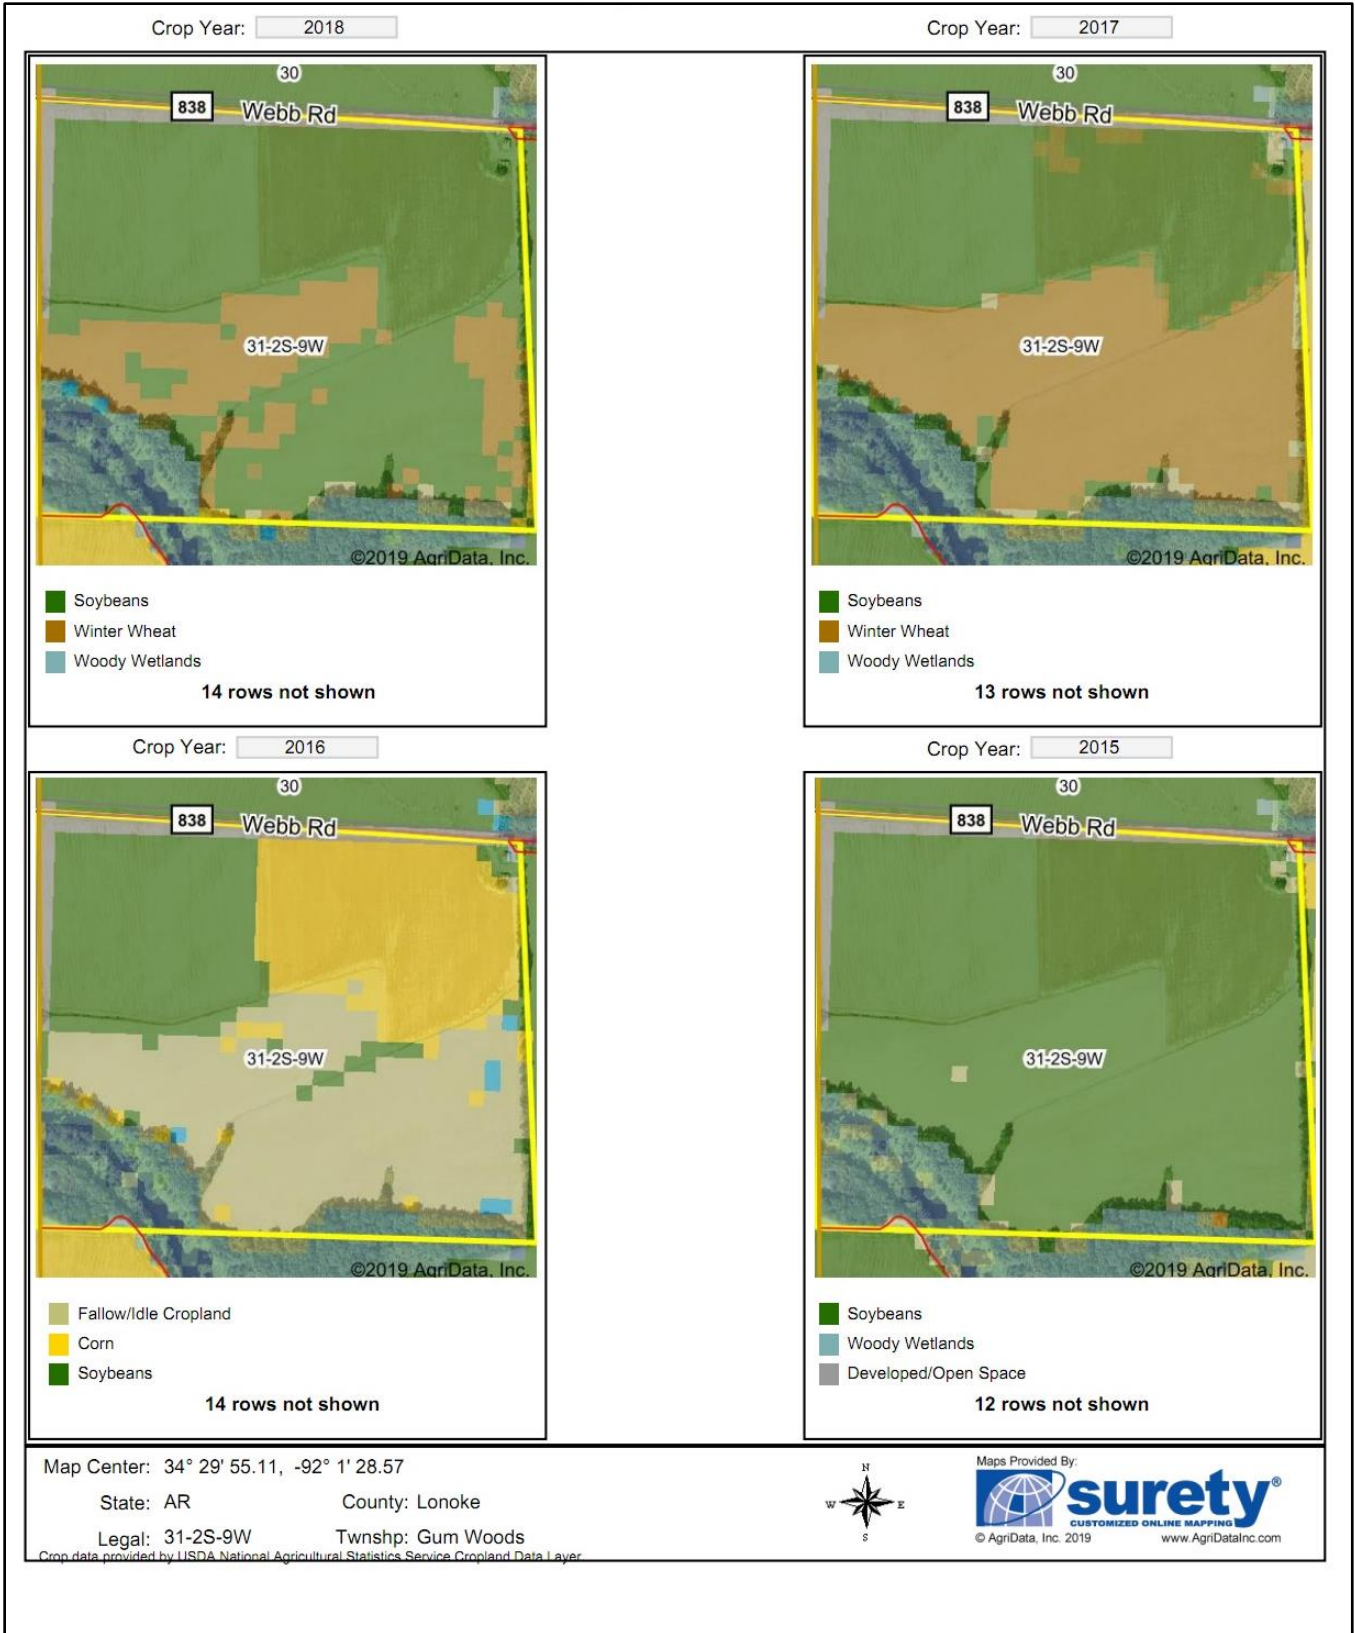 Crop Year: 2018
Crop Year: 2017
30
838 Webb Rd
31-2S-9W
©2019 AgriData, Inc.
Soybeans
Winter Wheat
Woody Wetlands
14 rows not shown
30
838 Webb Rd
31-2S-9W
©2019 AgriData, Inc.
Soybeans
Winter Wheat
Woody Wetlands
13 rows not shown
Crop Year: 2016
Crop Year: 2015
30
838 Webb Rd
31-2S-9W
©2019 AgriData, Inc.
Fallow/Idle Cropland
Corn
Soybeans
14 rows not shown
30
838 Webb Rd
31-2S-9W
©2019 AgriData, Inc.
Soybeans
Woody Wetlands
Developed/Open Space
12 rows not shown
Map Center: 34° 29' 55.11, -92° 1' 28.57
State: AR County: Lonoke
Legal: 31-2S-9W Twnshp: Gum Woods
Crop data provided by USDA National Agricultural Statistics Service Cropland Data Layer.
N
W E
S
Maps Provided By:
surety®
CUSTOMIZED ONLINE MAPPING
© AgriData, Inc. 2019 www.AgriDataInc.com